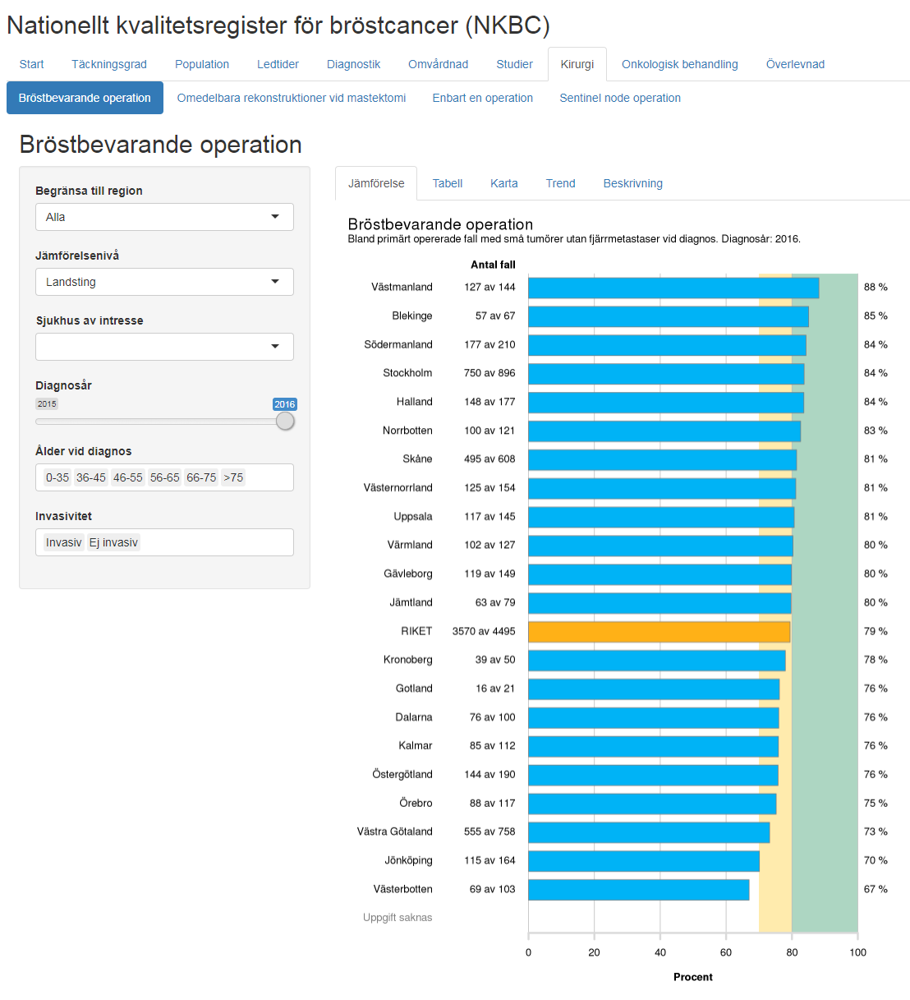 Nationellt kvalitetsregister för bröstcancer (NKBC)
Start Täckningsgrad Population Ledtider Diagnostik Omvårdnad Studier Kirurgi Onkologisk behandling Överlevnad
Bröstbevarande operation Omedelbara rekonstruktioner vid mastektomi Enbart en operation Sentinel node operation
Bröstbevarande operation
Begränsa till region
Alla
Jämförelsenivå
Landsting
Sjukhus av intresse
Diagnosår
2015 2016
Ålder vid diagnos
0-35 36-45 46-55 56-65 66-75 >75
Invasivitet
Invasiv Ej invasiv
Jämförelse Tabell Karta Trend Beskrivning
Bröstbevarande operation
Bland primärt opererade fall med små tumörer utan fjärrmetastaser vid diagnos. Diagnosår: 2016.
Antal fall
Västmanland 127 av 144 88 %
Blekinge 57 av 67 85 %
Södermanland 177 av 210 84 %
Stockholm 750 av 896 84 %
Halland 148 av 177 84 %
Norrbotten 100 av 121 83 %
Skåne 495 av 608 81 %
Västernorrland 125 av 154 81 %
Uppsala 117 av 145 81 %
Värmland 102 av 127 80 %
Gävleborg 119 av 149 80 %
Jämtland 63 av 79 80 %
RIKET 3570 av 4495 79 %
Kronoberg 39 av 50 78 %
Gotland 16 av 21 76 %
Dalarna 76 av 100 76 %
Kalmar 85 av 112 76 %
Östergötland 144 av 190 76 %
Örebro 88 av 117 75 %
Västra Götaland 555 av 758 73 %
Jönköping 115 av 164 70 %
Västerbotten 69 av 103 67 %
Uppgift saknas
0 20 40 60 80 100
Procent